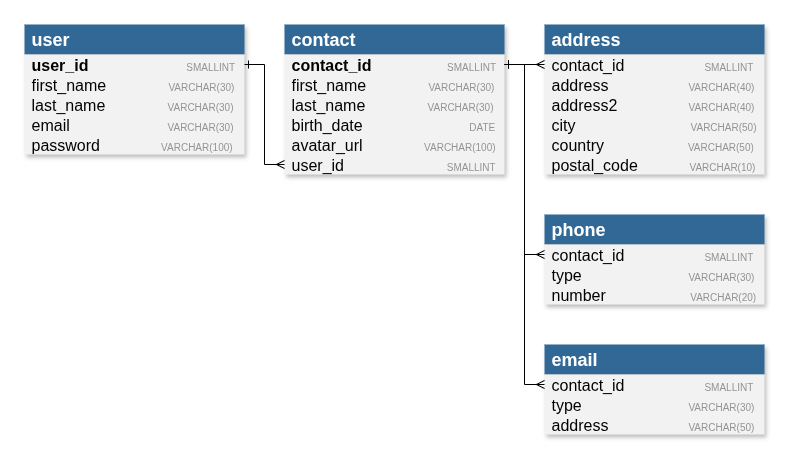 user
user_id SMALLINT
first_name VARCHAR(30)
last_name VARCHAR(30)
email VARCHAR(30)
password VARCHAR(100)
contact
contact_id SMALLINT
first_name VARCHAR(30)
last_name VARCHAR(30)
birth_date DATE
avatar_url VARCHAR(100)
user_id SMALLINT
address
contact_id SMALLINT
address VARCHAR(40)
address2 VARCHAR(40)
city VARCHAR(50)
country VARCHAR(50)
postal_code VARCHAR(10)
phone
contact_id SMALLINT
type VARCHAR(30)
number VARCHAR(20)
email
contact_id SMALLINT
type VARCHAR(30)
address VARCHAR(50)